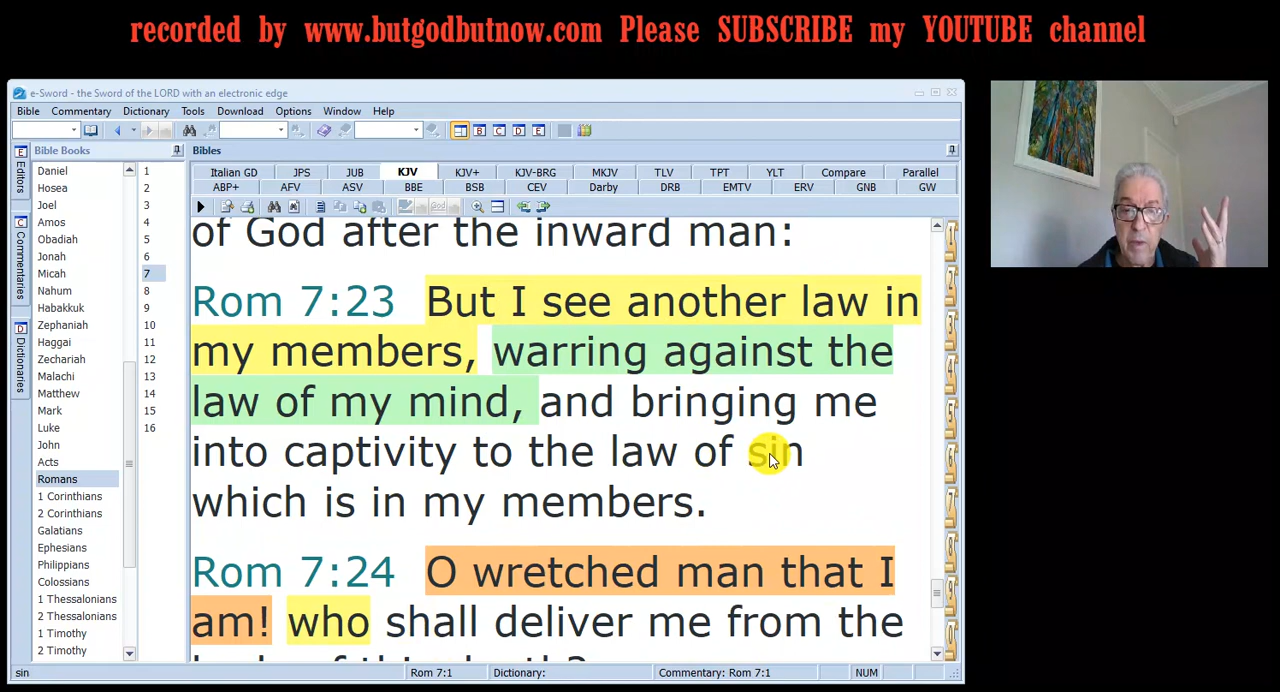 recorded by www.butgodbutnow.com Please SUBSCRIBE my YOUTUBE channel
e-Sword - the Sword of the LORD with an electronic edge
Bible Commentary Dictionary Tools Download Options Window Help
B C D E
Bible Books
Bibles
Editors
Commentaries
Dictionaries
Daniel
Hosea
Joel
Amos
Obadiah
Jonah
Micah
Nahum
Habakkuk
Zephaniah
Haggai
Zechariah
Malachi
Matthew
Mark
Luke
John
Acts
Romans
1 Corinthians
2 Corinthians
Galatians
Ephesians
Philippians
Colossians
1 Thessalonians
2 Thessalonians
1 Timothy
2 Timothy
1
2
3
4
5
6
7
8
9
10
11
12
13
14
15
16
Italian GD JPS JUB KJV KJV+ KJV-BRG MKJV TLV TPT YLT Compare Parallel
ABP+ AFV ASV BBE BSB CEV Darby DRB EMTV ERV GNB GW
of God after the inward man:
Rom 7:23 But I see another law in
my members, warring against the
law of my mind, and bringing me
into captivity to the law of sin
which is in my members.
Rom 7:24 O wretched man that I
am! who shall deliver me from the
sin Rom 7:1 Dictionary: Commentary: Rom 7:1 NUM